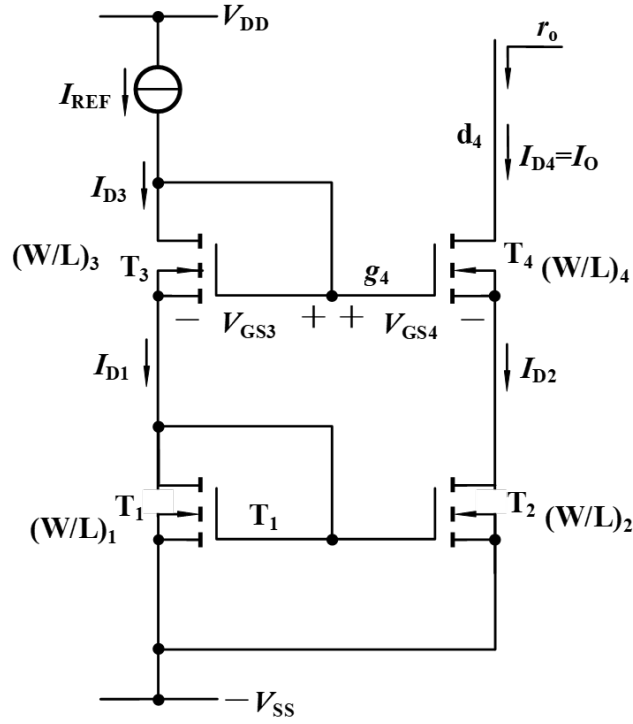 V_DD
r_o
I_REF
d_4
I_D4=I_O
I_D3
(W/L)_3
T_3
g_4
T_4
(W/L)_4
− V_GS3 + + V_GS4 −
I_D1
I_D2
T_1
T_1
T_2
(W/L)_1
(W/L)_2
−V_SS